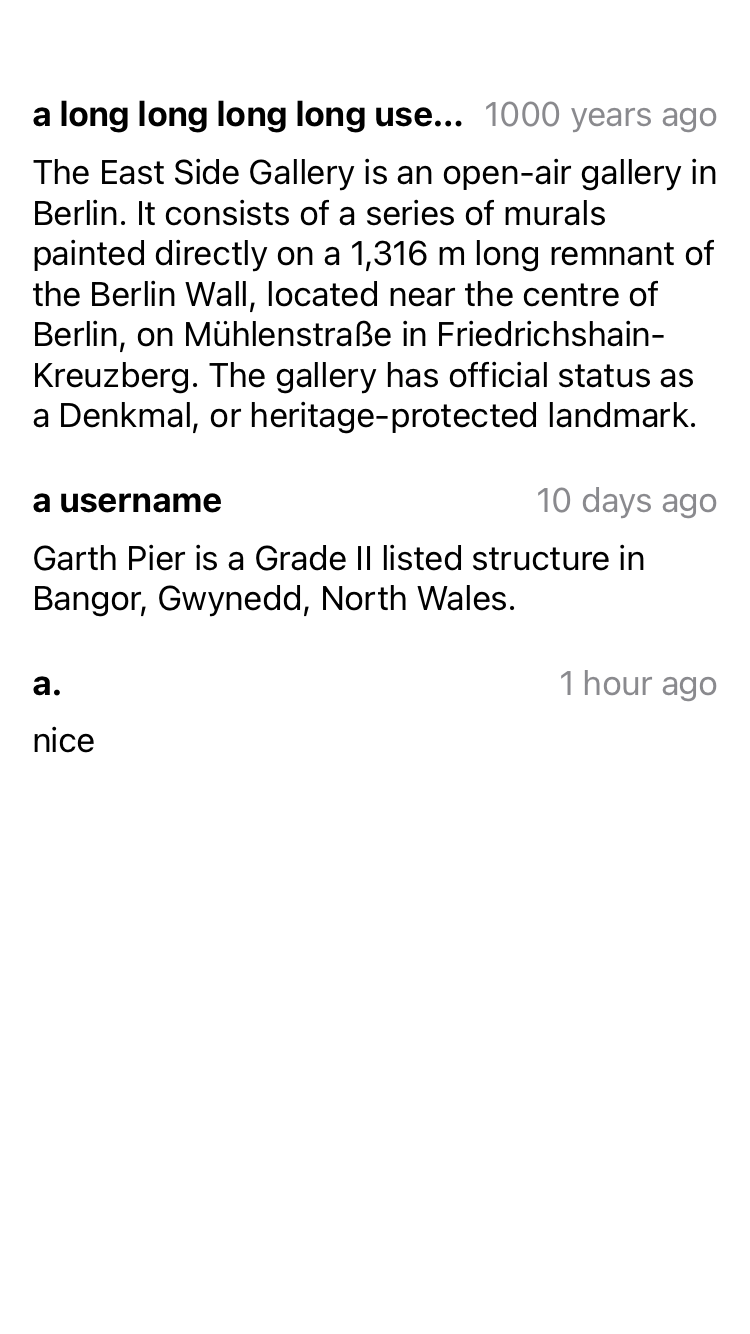 a long long long long use... 1000 years ago
The East Side Gallery is an open-air gallery in
Berlin. It consists of a series of murals
painted directly on a 1,316 m long remnant of
the Berlin Wall, located near the centre of
Berlin, on Mühlenstraße in Friedrichshain-
Kreuzberg. The gallery has official status as
a Denkmal, or heritage-protected landmark.
a username 10 days ago
Garth Pier is a Grade II listed structure in
Bangor, Gwynedd, North Wales.
a. 1 hour ago
nice